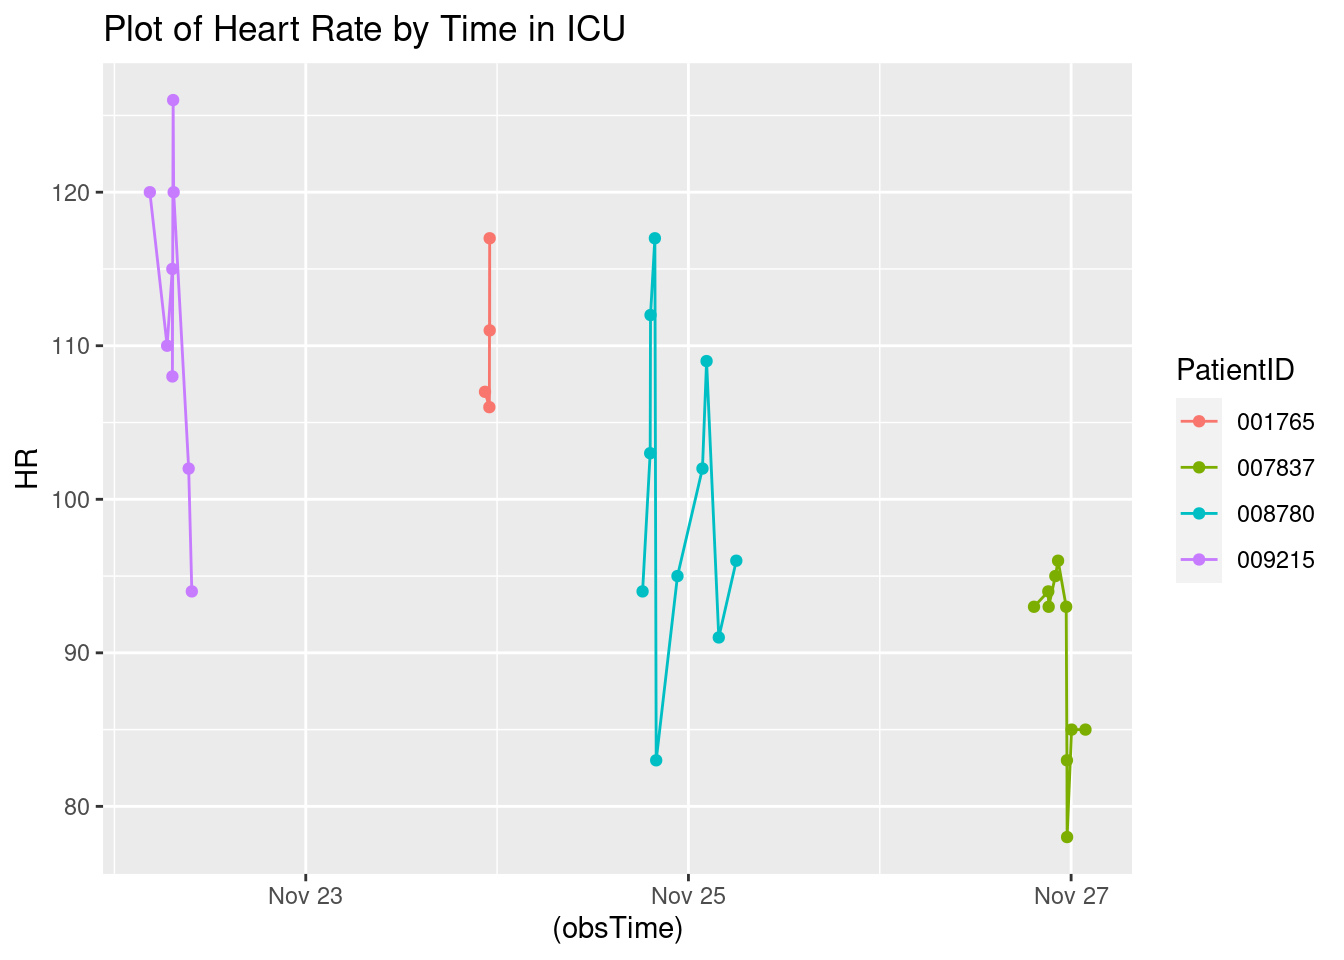 Plot of Heart Rate by Time in ICU
120
110
100
90
80
HR
Nov 23
Nov 25
Nov 27
(obsTime)
PatientID
001765
007837
008780
009215